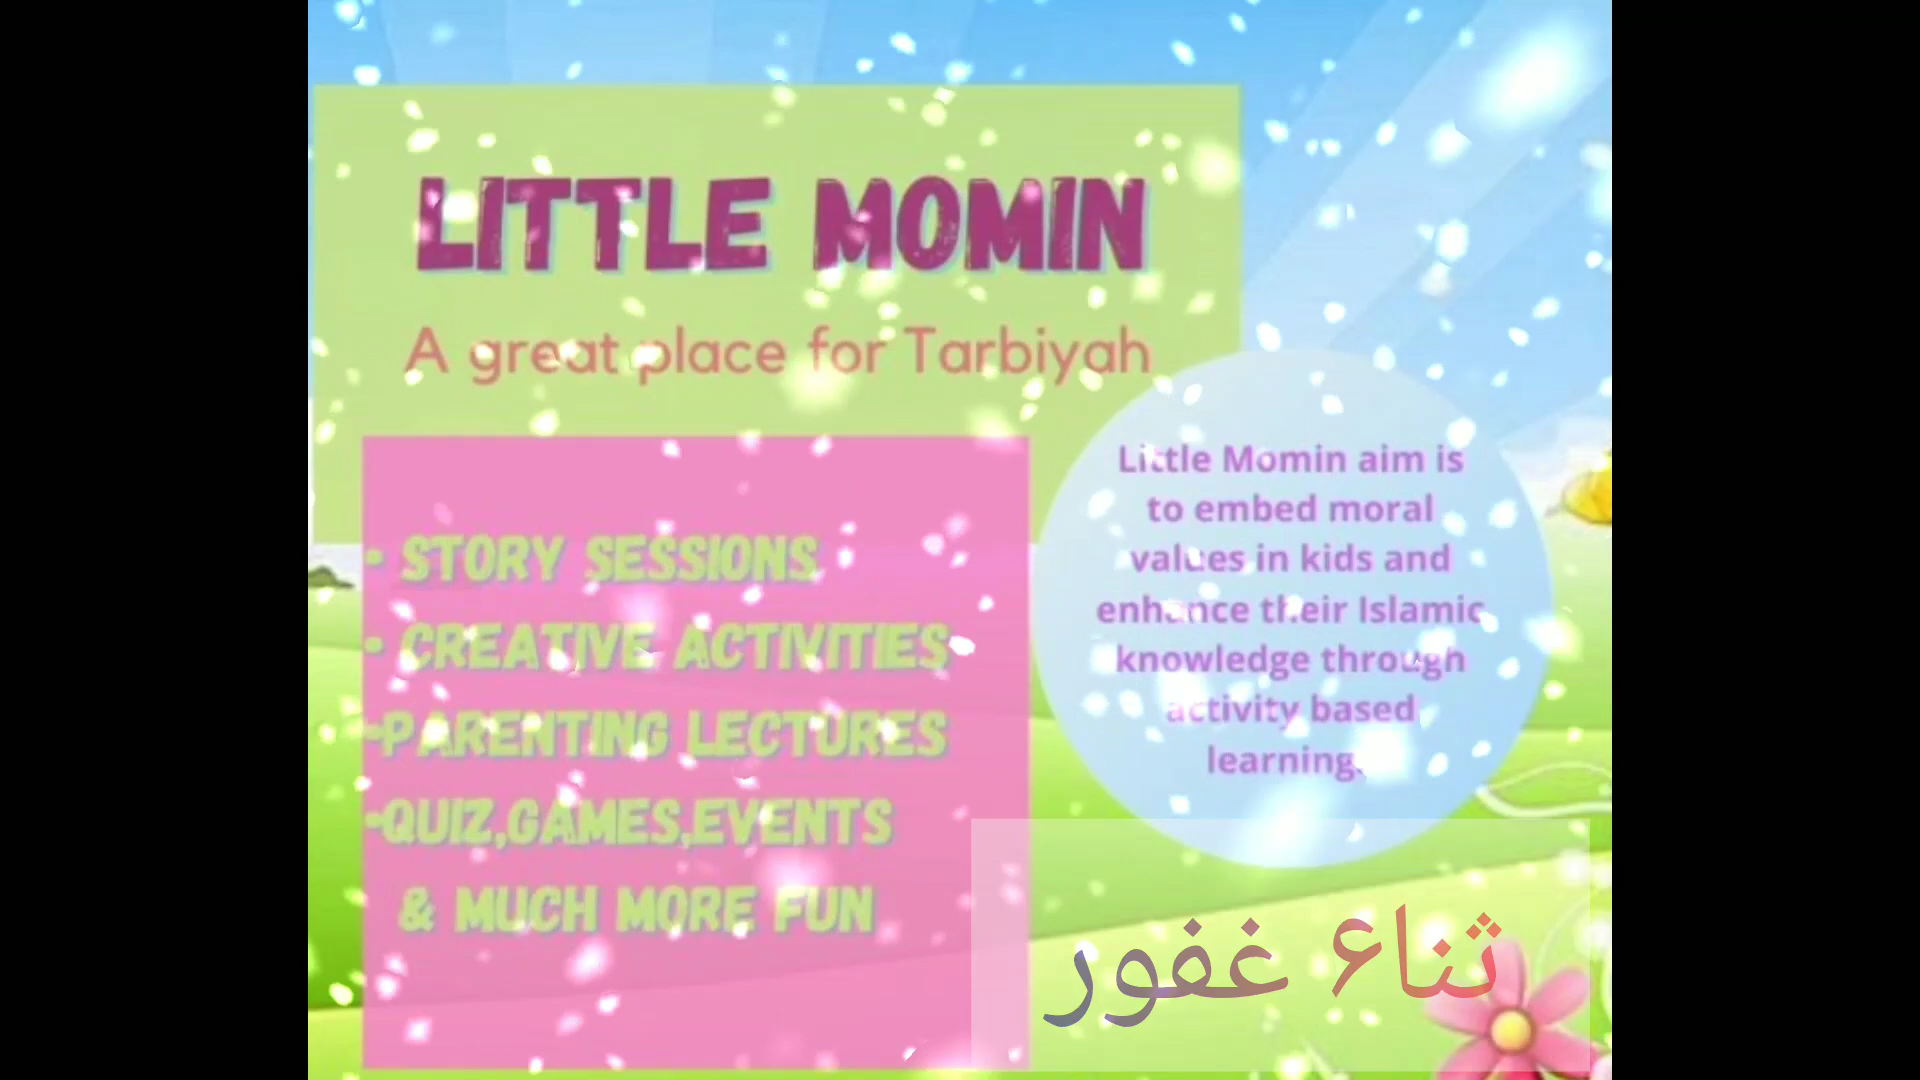 LITTLE MOMIN
A great place for Tarbiyah
• STORY SESSIONS
• CREATIVE ACTIVITIES
•PARENTING LECTURES
•QUIZ,GAMES,EVENTS
& MUCH MORE FUN
Little Momin aim is
to embed moral
values in kids and
enhance their Islamic
knowledge through
activity based
learning.
ثنا۶ غفور